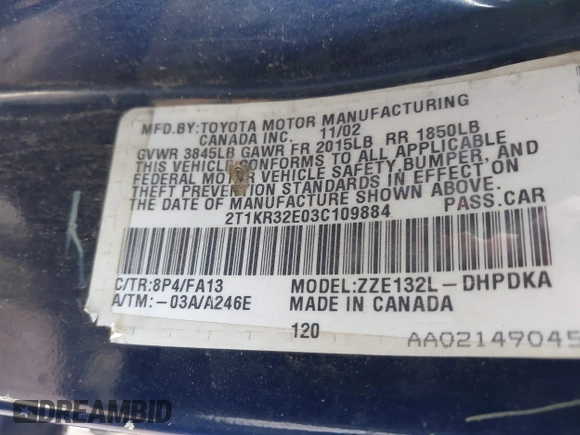 MFD.BY:TOYOTA MOTOR MANUFACTURING
CANADA INC. 11/02
GVWR 3845LB GAWR FR 2015LB RR 1850LB
THIS VEHICLE CONFORMS TO ALL APPLICABLE
FEDERAL MOTOR VEHICLE SAFETY, BUMPER, AND
THEFT PREVENTION STANDARDS IN EFFECT ON
THE DATE OF MANUFACTURE SHOWN ABOVE.
2T1KR32E03C109884 PASS.CAR
C/TR:8P4/FA13 MODEL:ZZE132L-DHPDKA
A/TM:-03A/A246E MADE IN CANADA
120 AA02149045
DREAMBID